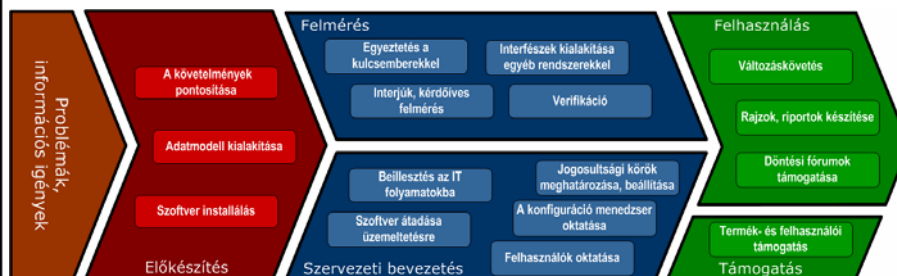 Problémák,
információs igények
A követelmények
pontosítása
Adatmodell kialakítása
Szoftver installálás
Előkészítés
Felmérés
Egyeztetés a
kulcsemberekkel
Interfészek kialakítása
egyéb rendszerekkel
Interjúk, kérdőíves
felmérés
Verifikáció
Beillesztés az IT
folyamatokba
Jogosultsági körök
meghatározása, beállítása
Szoftver átadása
üzemeltetésre
A konfiguráció menedzser
oktatása
Felhasználók oktatása
Szervezeti bevezetés
Felhasználás
Változáskövetés
Rajzok, riportok készítése
Döntési fórumok
támogatása
Termék- és felhasználói
támogatás
Támogatás